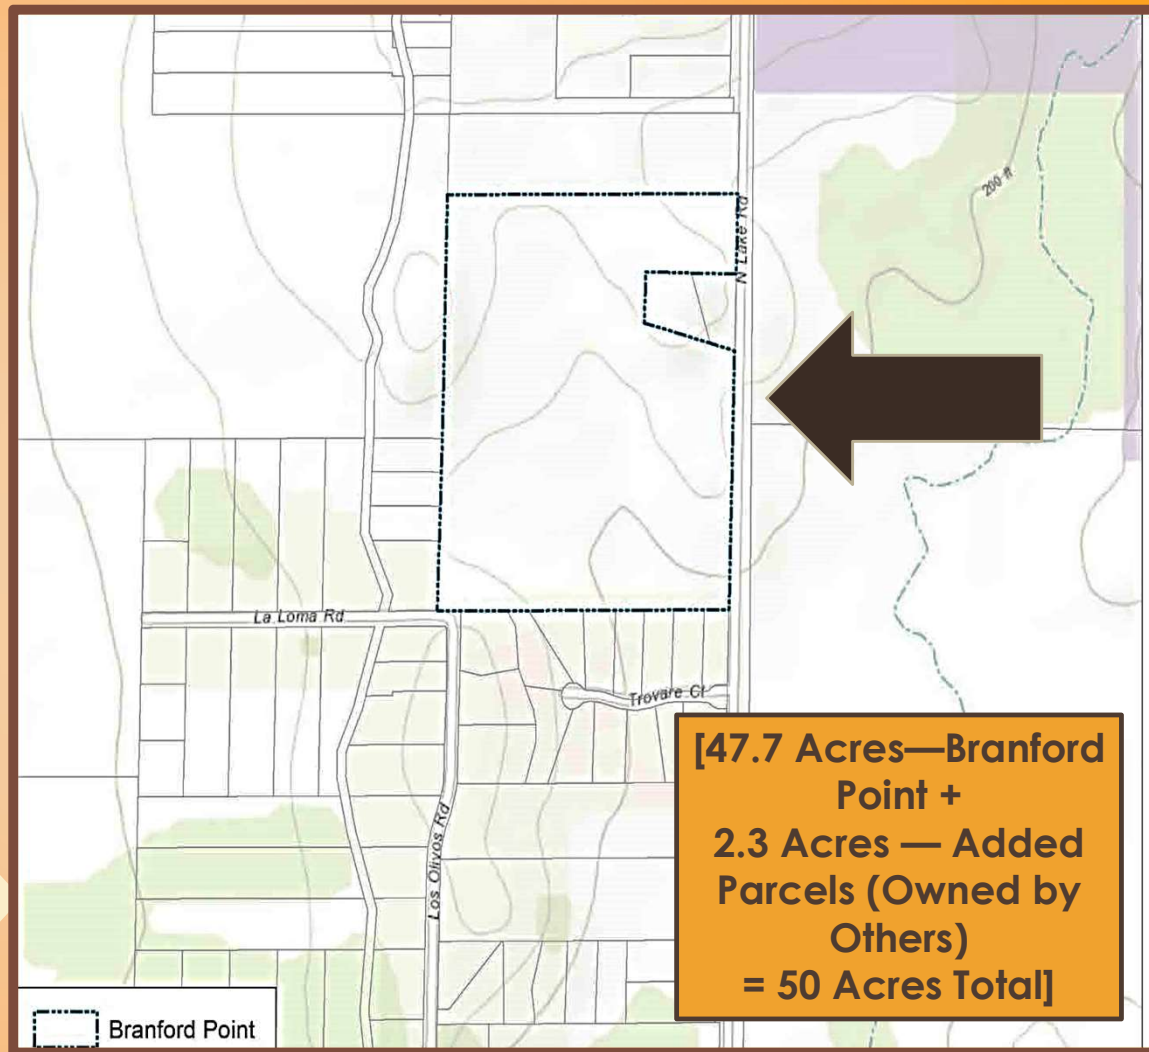 200 ft
N Lake Rd
La Loma Rd
Trovare Ct
Los Olivos Rd
[47.7 Acres—Branford
Point +
2.3 Acres — Added
Parcels (Owned by
Others)
= 50 Acres Total]
Branford Point